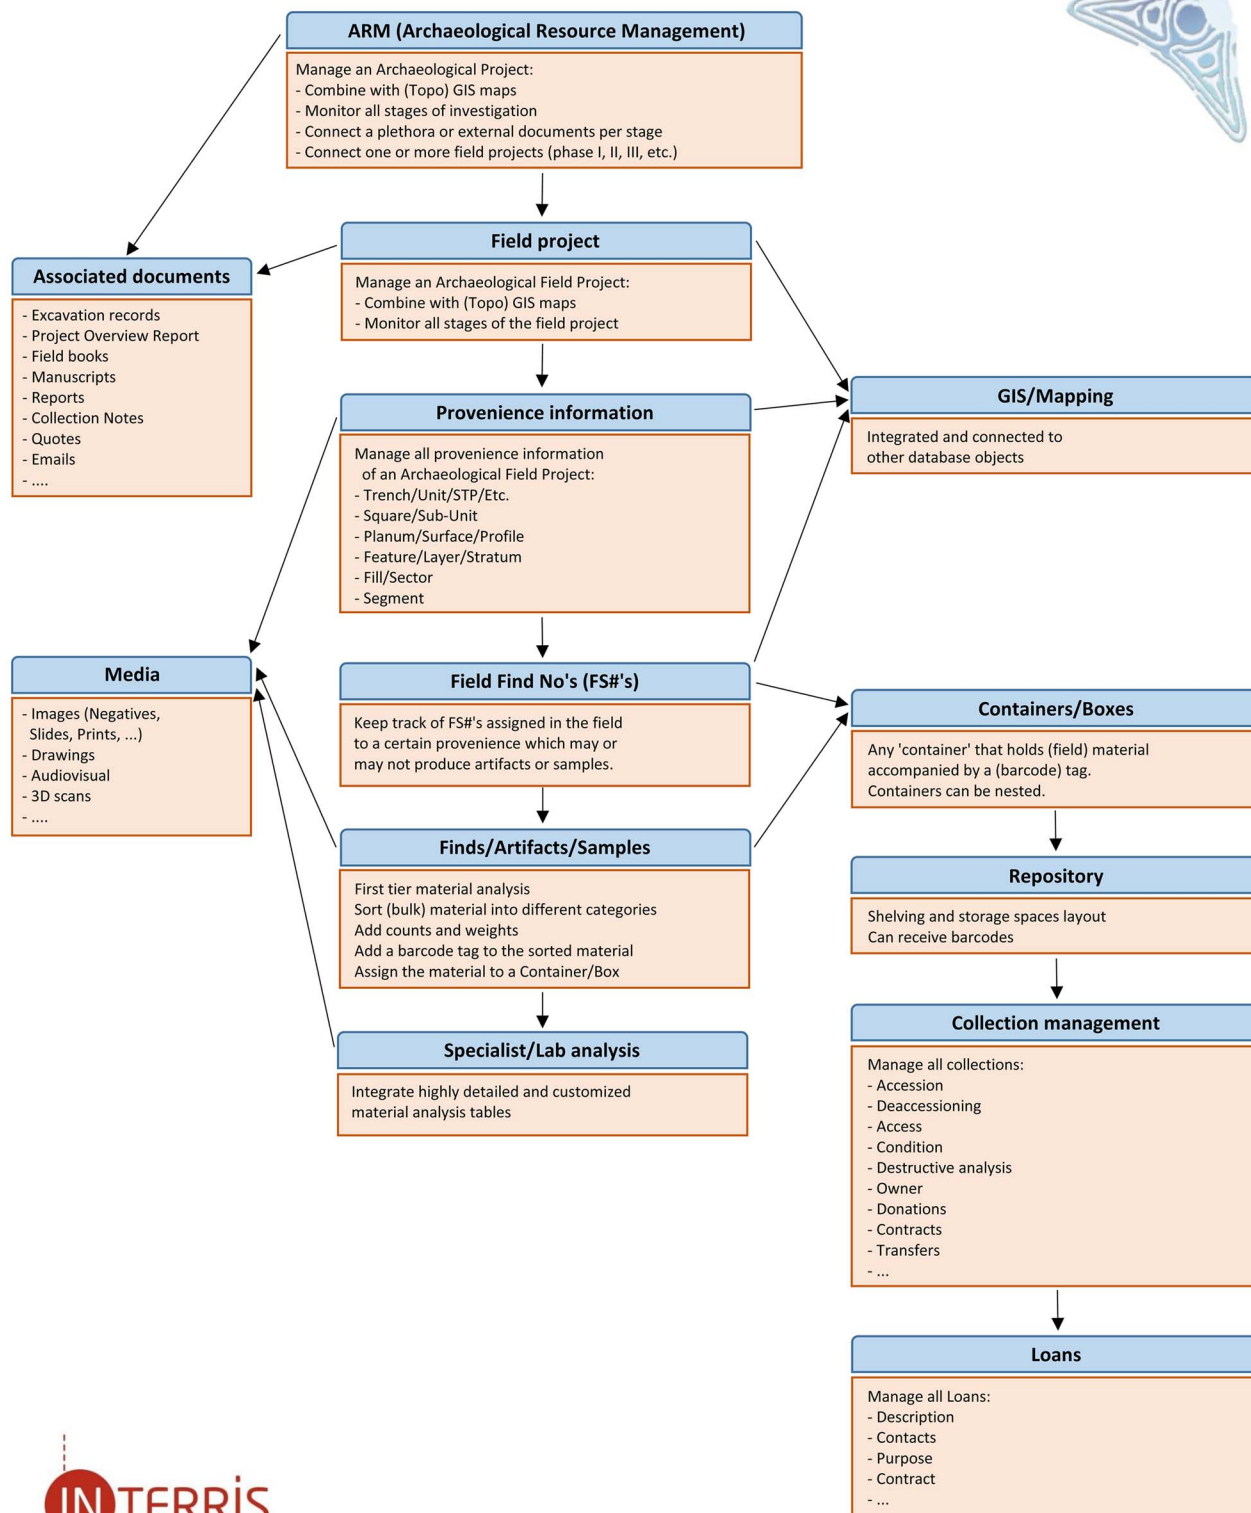 ARM (Archaeological Resource Management)
Manage an Archaeological Project:
- Combine with (Topo) GIS maps
- Monitor all stages of investigation
- Connect a plethora or external documents per stage
- Connect one or more field projects (phase I, II, III, etc.)
Field project
Manage an Archaeological Field Project:
- Combine with (Topo) GIS maps
- Monitor all stages of the field project
Associated documents
- Excavation records
- Project Overview Report
- Field books
- Manuscripts
- Reports
- Collection Notes
- Quotes
- Emails
- ....
Provenience information
Manage all provenience information
of an Archaeological Field Project:
- Trench/Unit/STP/Etc.
- Square/Sub-Unit
- Planum/Surface/Profile
- Feature/Layer/Stratum
- Fill/Sector
- Segment
GIS/Mapping
Integrated and connected to
other database objects
Media
- Images (Negatives,
Slides, Prints, ...)
- Drawings
- Audiovisual
- 3D scans
- ....
Field Find No's (FS#'s)
Keep track of FS#'s assigned in the field
to a certain provenience which may or
may not produce artifacts or samples.
Containers/Boxes
Any 'container' that holds (field) material
accompanied by a (barcode) tag.
Containers can be nested.
Finds/Artifacts/Samples
First tier material analysis
Sort (bulk) material into different categories
Add counts and weights
Add a barcode tag to the sorted material
Assign the material to a Container/Box
Repository
Shelving and storage spaces layout
Can receive barcodes
Specialist/Lab analysis
Integrate highly detailed and customized
material analysis tables
Collection management
Manage all collections:
- Accession
- Deaccessioning
- Access
- Condition
- Destructive analysis
- Owner
- Donations
- Contracts
- Transfers
- ...
Loans
Manage all Loans:
- Description
- Contacts
- Purpose
- Contract
- ...
INTERRIS